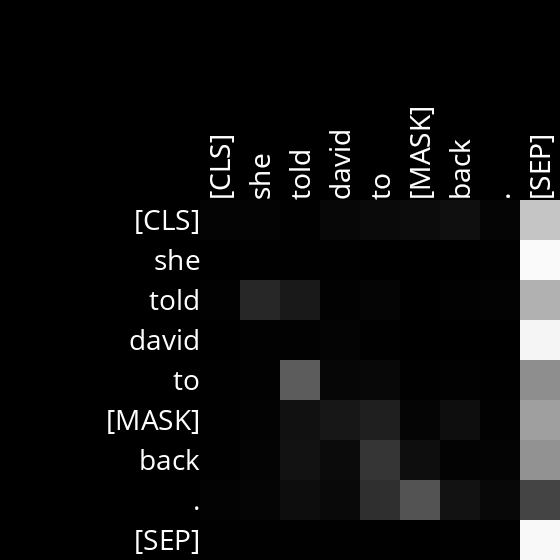 [CLS] she told david to [MASK] back . [SEP]
[CLS]
she
told
david
to
[MASK]
back
.
[SEP]